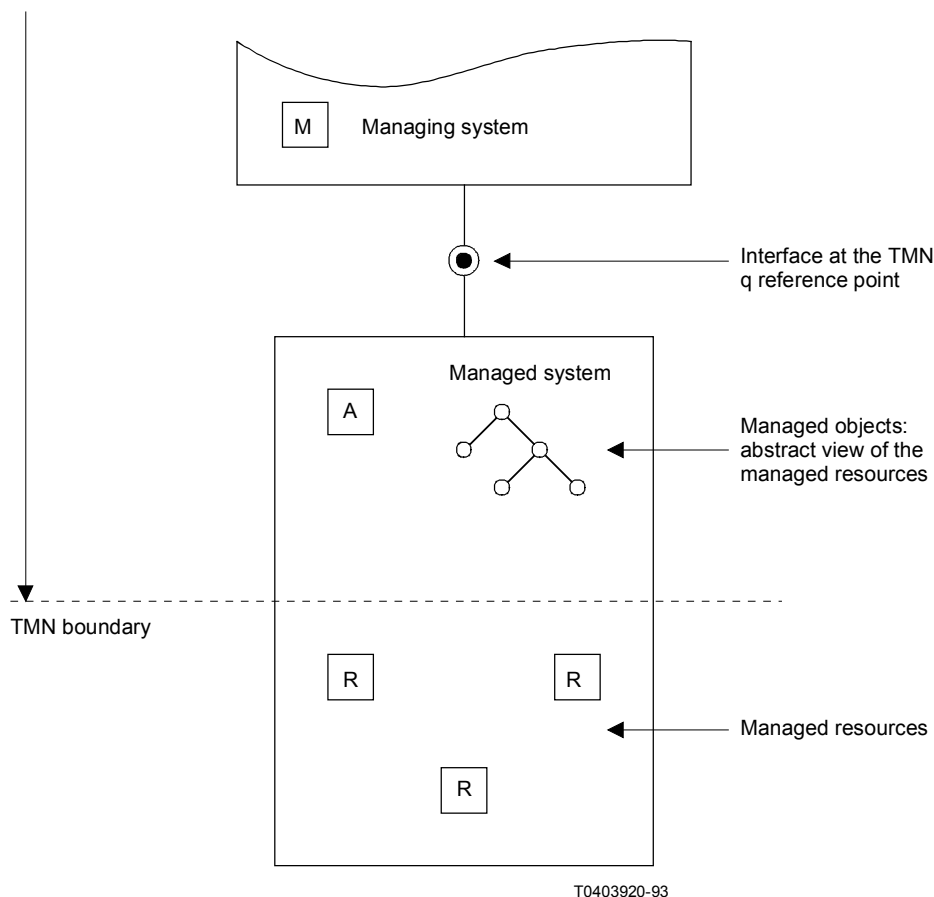 M
Managing system
Interface at the TMN
q reference point
Managed system
A
Managed objects:
abstract view of the
managed resources
TMN boundary
R
R
Managed resources
R
T0403920-93